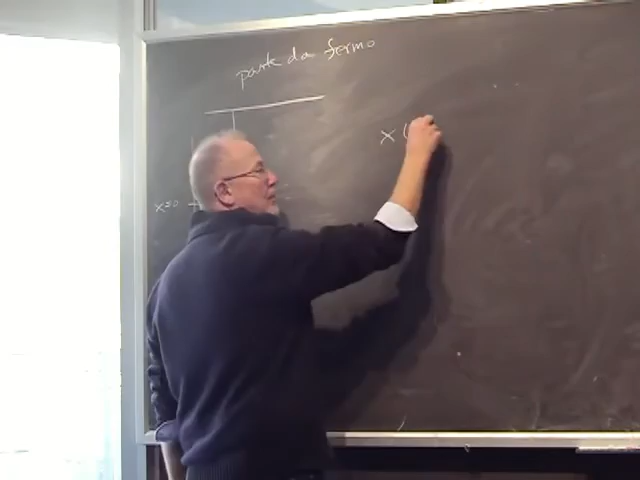 parte da fermo
x (
x=0